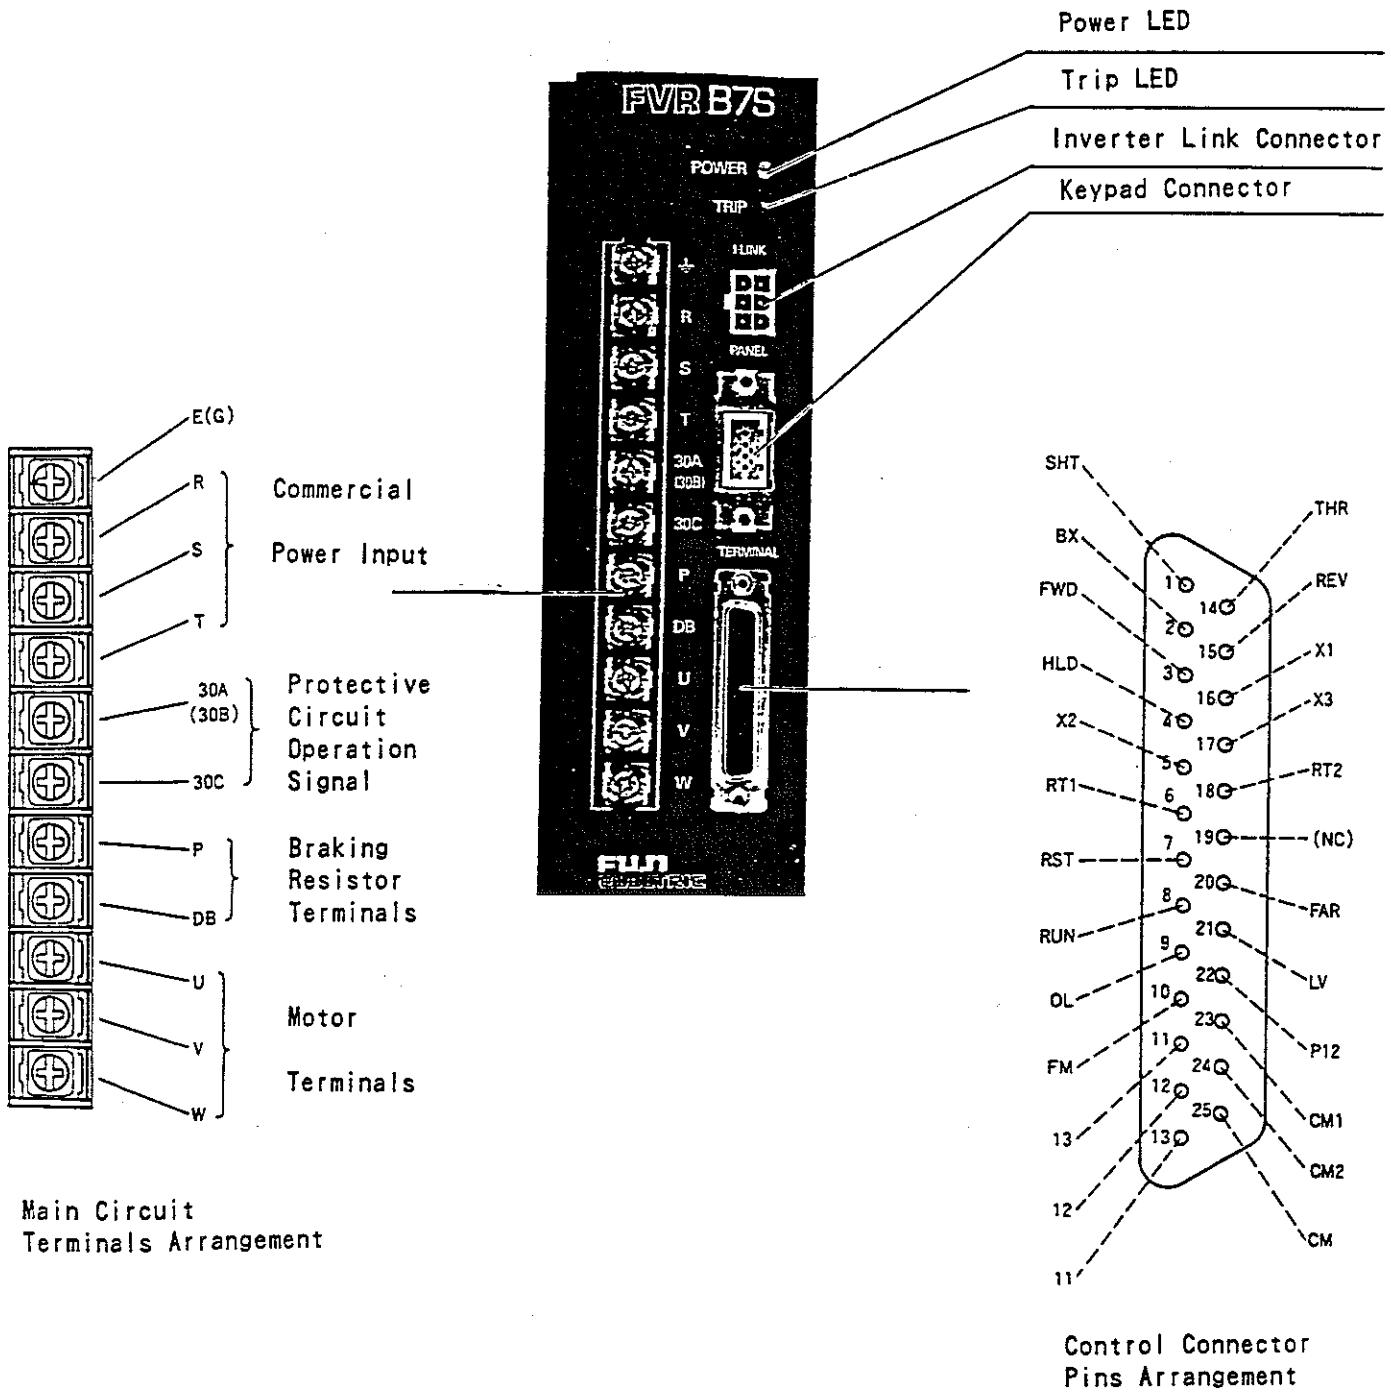 Power LED
Trip LED
Inverter Link Connector
Keypad Connector
FVR B7S
POWER
TRIP
I-LINK
R
PANEL
S
T
30A
(30B)
30C
TERMINAL
P
DB
U
V
W
FUJI
ELECTRIC
E(G)
R
S
T
Commercial
Power Input
30A
(30B)
30C
Protective
Circuit
Operation
Signal
P
DB
Braking
Resistor
Terminals
U
V
W
Motor
Terminals
Main Circuit
Terminals Arrangement
SHT
BX
FWD
HLD
X2
RT1
RST
RUN
OL
FM
13
12
11
1
2
3
4
5
6
7
8
9
10
11
12
13
14
15
16
17
18
19
20
21
22
23
24
25
THR
REV
X1
X3
RT2
(NC)
FAR
LV
P12
CM1
CM2
CM
Control Connector
Pins Arrangement